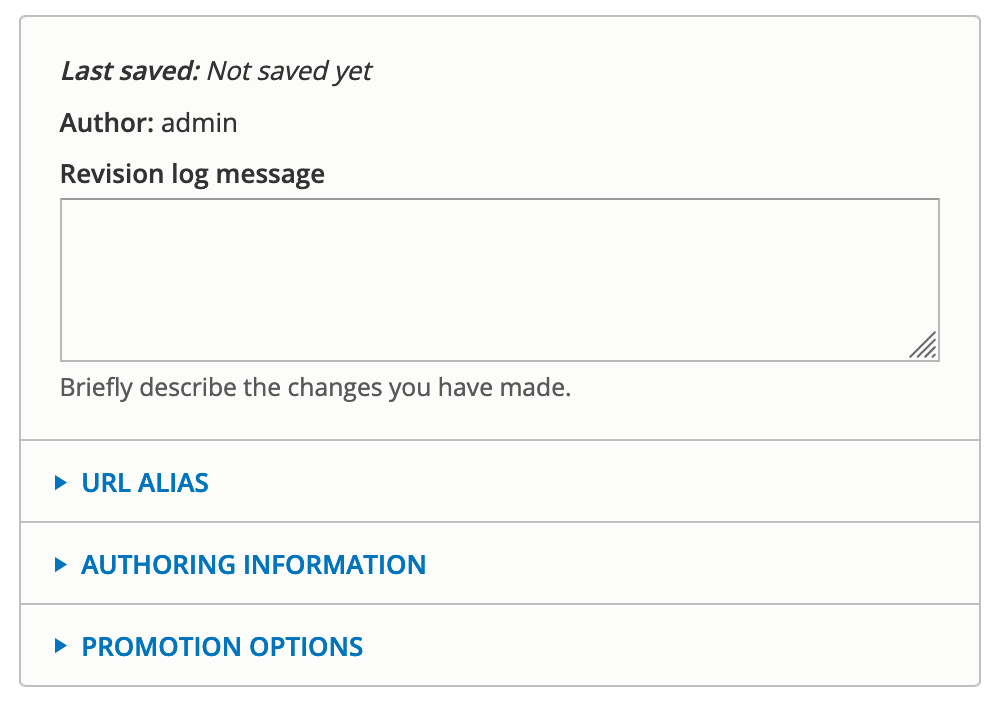 Last saved: Not saved yet
Author: admin
Revision log message
Briefly describe the changes you have made.
URL ALIAS
AUTHORING INFORMATION
PROMOTION OPTIONS